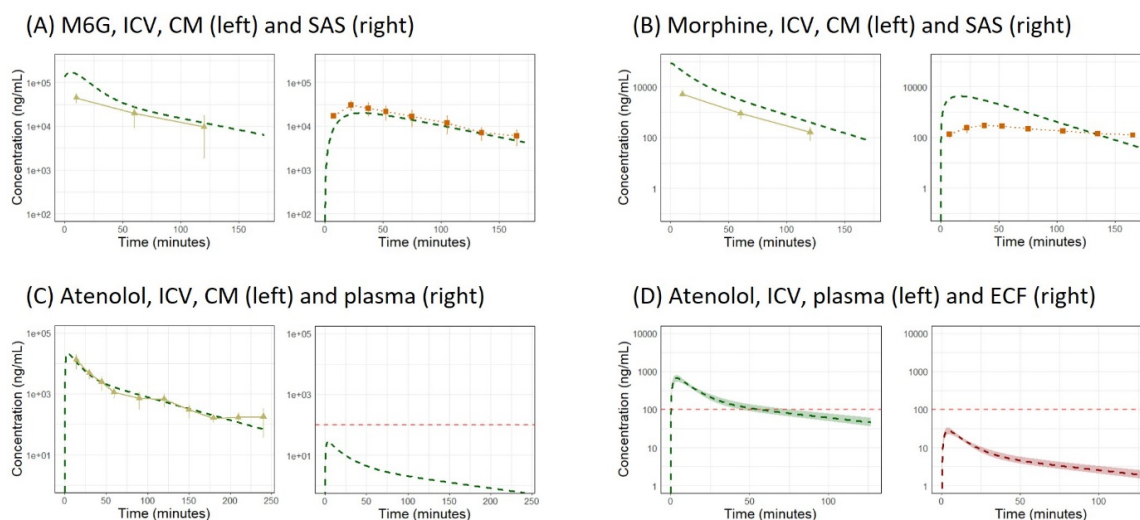 (A) M6G, ICV, CM (left) and SAS (right)
(B) Morphine, ICV, CM (left) and SAS (right)
Concentration (ng/mL)
1e+05
1e+04
1e+03
1e+02
0 50 100 150
Time (minutes)
1e+05
1e+04
1e+03
1e+02
0 50 100 150
Time (minutes)
Concentration (ng/mL)
10000
100
1
0 50 100 150
Time (minutes)
10000
100
1
0 50 100 150
Time (minutes)
(C) Atenolol, ICV, CM (left) and plasma (right)
(D) Atenolol, ICV, plasma (left) and ECF (right)
Concentration (ng/mL)
1e+05
1e+03
1e+01
0 25 50 75 100 125 150 175 200 225 250
Time (minutes)
1e+05
1e+03
1e+01
0 50 100 150 200 250
Time (minutes)
Concentration (ng/mL)
1000
100
10
1
0 50 100
Time (minutes)
1000
100
10
1
0 50 100
Time (minutes)